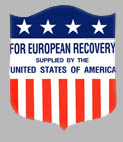 FOR EUROPEAN RECOVERY
SUPPLIED BY THE
UNITED STATES OF AMERICA